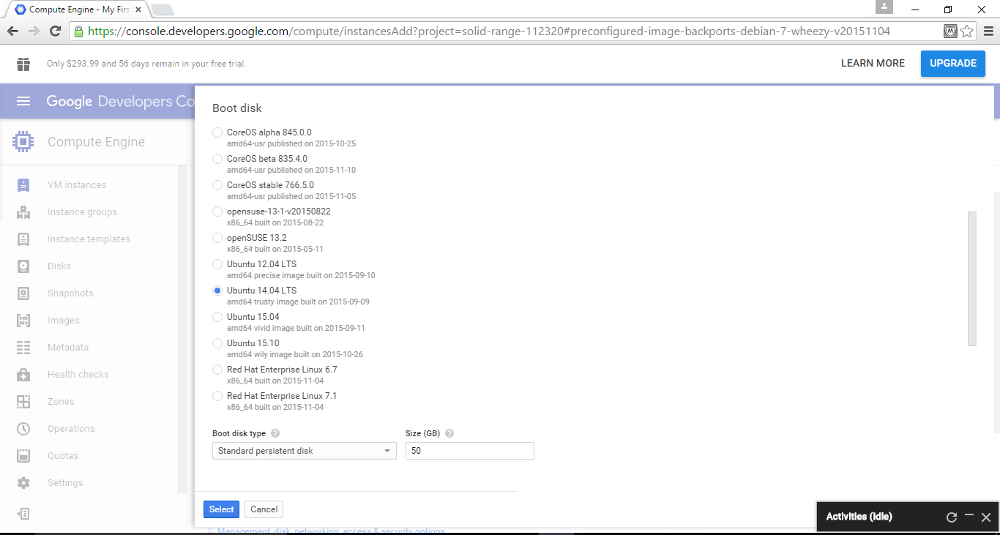 Compute Engine - My Firs
https://console.developers.google.com/compute/instancesAdd?project=solid-range-112320#preconfigured-image-backports-debian-7-wheezy-v20151104
Only $293.99 and 56 days remain in your free trial.
LEARN MORE
UPGRADE
Google Developers Co
Compute Engine
VM instances
Instance groups
Instance templates
Disks
Snapshots
Images
Metadata
Health checks
Zones
Operations
Quotas
Settings
Boot disk
CoreOS alpha 845.0.0
amd64-usr published on 2015-10-25
CoreOS beta 835.4.0
amd64-usr published on 2015-11-10
CoreOS stable 766.5.0
amd64-usr published on 2015-11-05
opensuse-13-1-v20150822
x86_64 built on 2015-08-22
openSUSE 13.2
x86_64 built on 2015-05-11
Ubuntu 12.04 LTS
amd64 precise image built on 2015-09-10
Ubuntu 14.04 LTS
amd64 trusty image built on 2015-09-09
Ubuntu 15.04
amd64 vivid image built on 2015-09-11
Ubuntu 15.10
amd64 wily image built on 2015-10-26
Red Hat Enterprise Linux 6.7
x86_64 built on 2015-11-04
Red Hat Enterprise Linux 7.1
x86_64 built on 2015-11-04
Boot disk type ?
Size (GB) ?
Standard persistent disk
50
Select
Cancel
Management, disk, networking, access & security options
Activities (Idle)